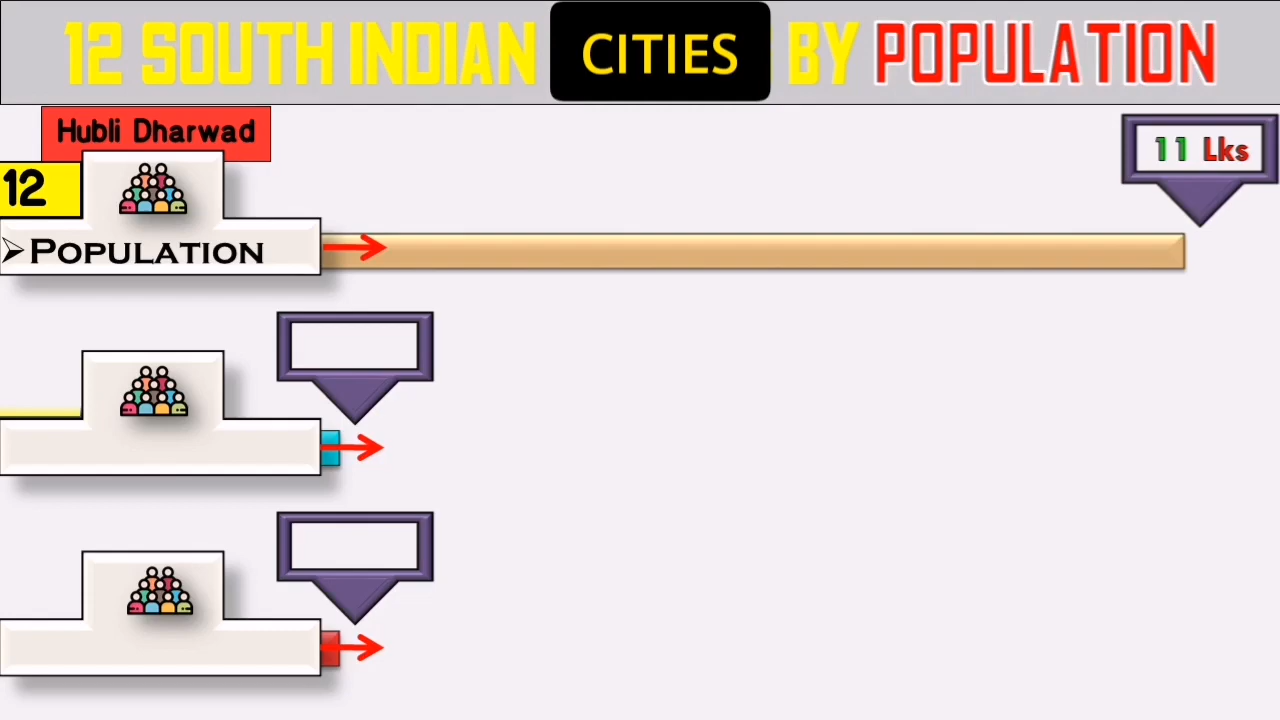 12 SOUTH INDIAN CITIES BY POPULATION
Hubli Dharwad
11 Lks
12
POPULATION